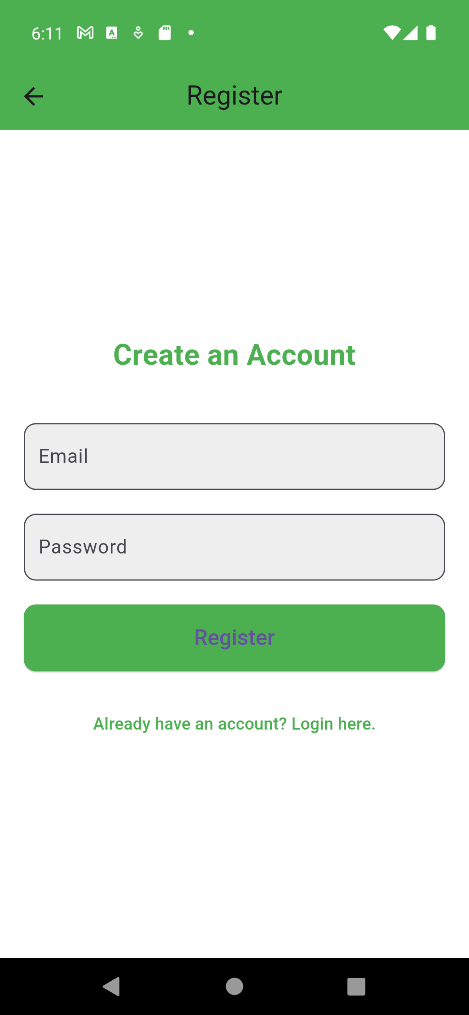 6:11
Register
Create an Account
Email
Password
Register
Already have an account? Login here.